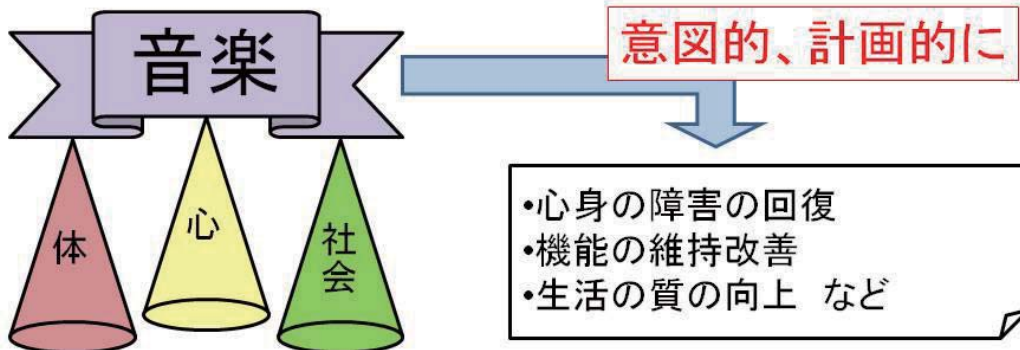 音楽
意図的、計画的に
体
心
社会
•心身の障害の回復
•機能の維持改善
•生活の質の向上 など